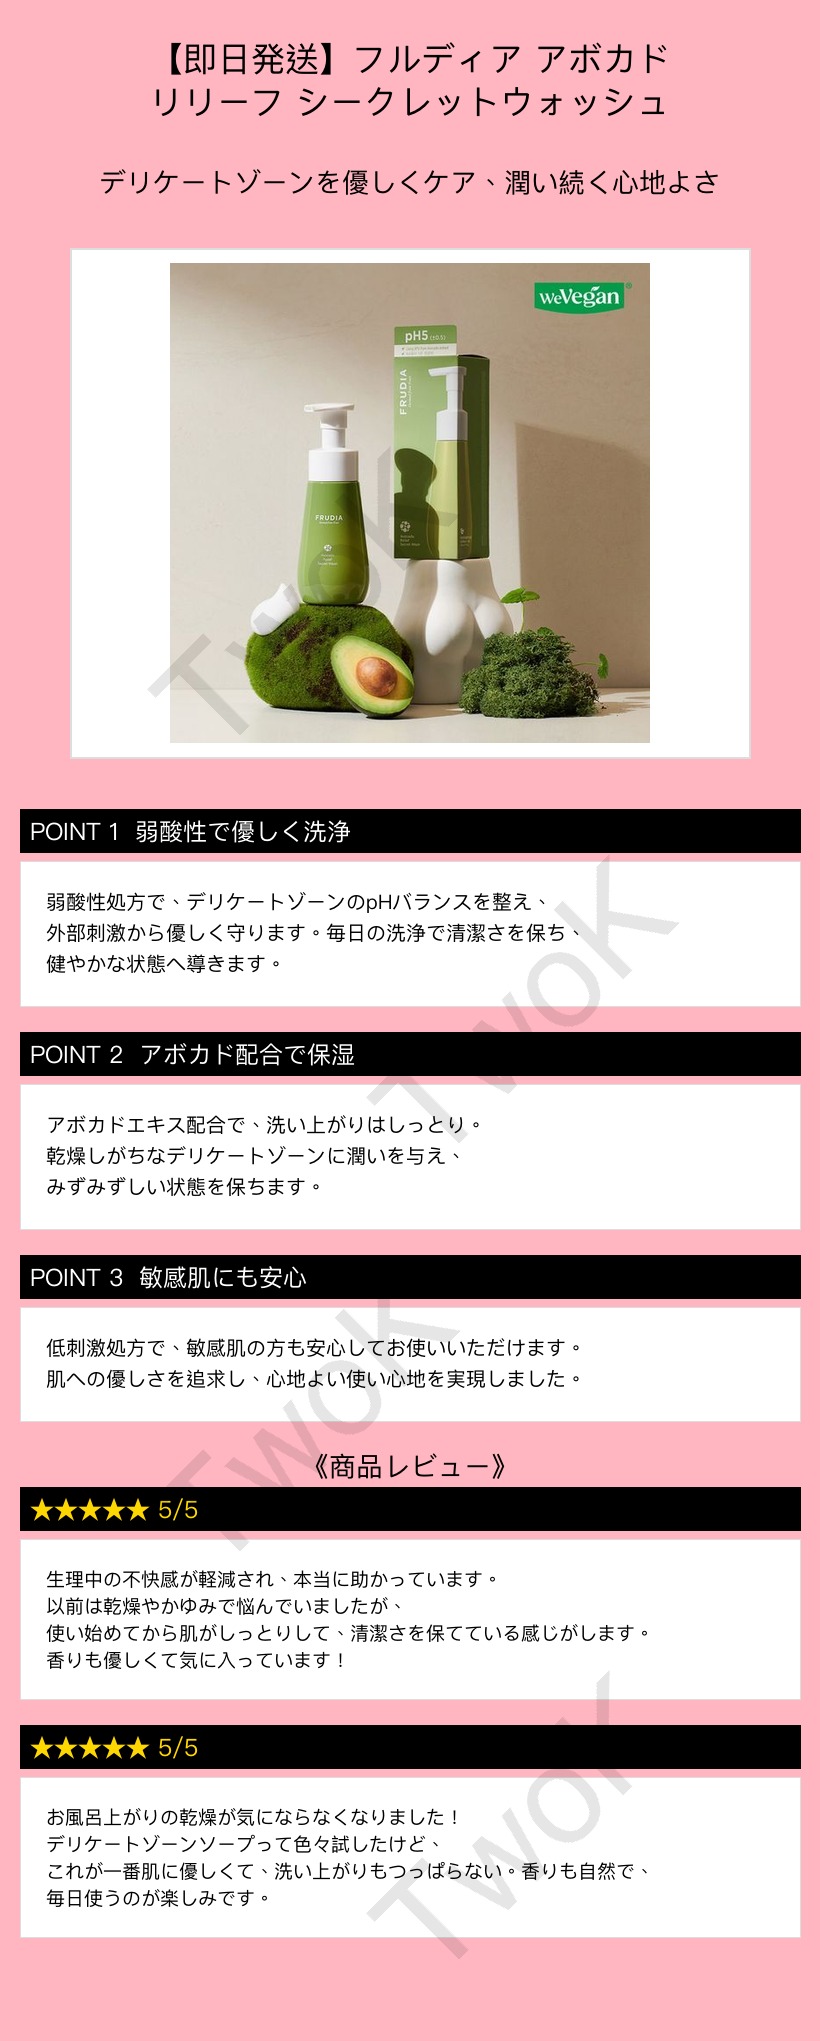 【即日発送】フルディア アボカド
リリーフ シークレットウォッシュ
デリケートゾーンを優しくケア、潤い続く心地よさ
weVegan
pH5 (±0.5)
FRUDIA
FRUDIA
TwoK
POINT 1 弱酸性で優しく洗浄
弱酸性処方で、デリケートゾーンのpHバランスを整え、
外部刺激から優しく守ります。毎日の洗浄で清潔さを保ち、
健やかな状態へ導きます。
TwoK
POINT 2 アボカド配合で保湿
アボカドエキス配合で、洗い上がりはしっとり。
乾燥しがちなデリケートゾーンに潤いを与え、
みずみずしい状態を保ちます。
POINT 3 敏感肌にも安心
低刺激処方で、敏感肌の方も安心してお使いいただけます。
肌への優しさを追求し、心地よい使い心地を実現しました。
TwoK
《商品レビュー》
★★★★★ 5/5
生理中の不快感が軽減され、本当に助かっています。
以前は乾燥やかゆみで悩んでいましたが、
使い始めてから肌がしっとりして、清潔さを保てている感じがします。
香りも優しくて気に入っています！
★★★★★ 5/5
お風呂上がりの乾燥が気にならなくなりました！
デリケートゾーンソープって色々試したけど、
これが一番肌に優しくて、洗い上がりもつっぱらない。香りも自然で、
毎日使うのが楽しみです。
TwoK